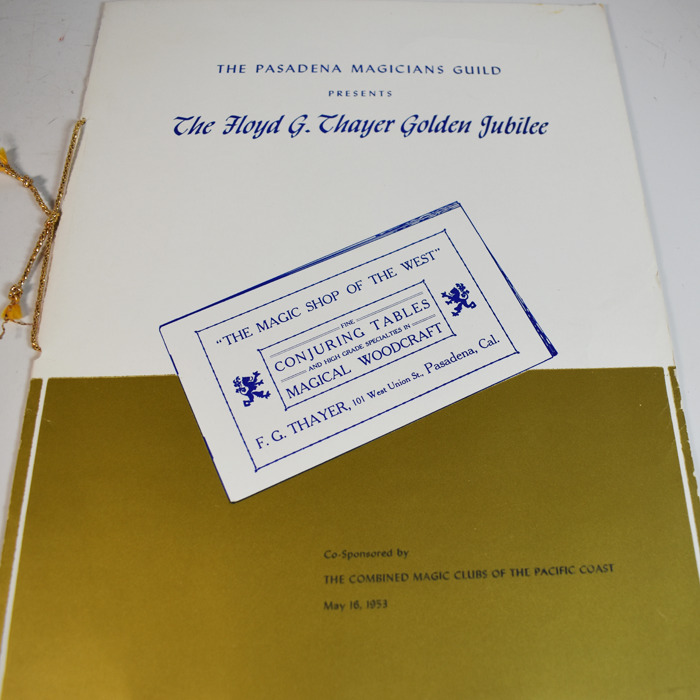 THE PASADENA MAGICIANS GUILD
PRESENTS
The Floyd G. Thayer Golden Jubilee
"THE MAGIC SHOP OF THE WEST"
FINE
CONJURING TABLES
AND HIGH GRADE SPECIALTIES IN
MAGICAL WOODCRAFT
F. G. THAYER, 101 West Union St., Pasadena, Cal.
Co-Sponsored by
THE COMBINED MAGIC CLUBS OF THE PACIFIC COAST
May 16, 1953